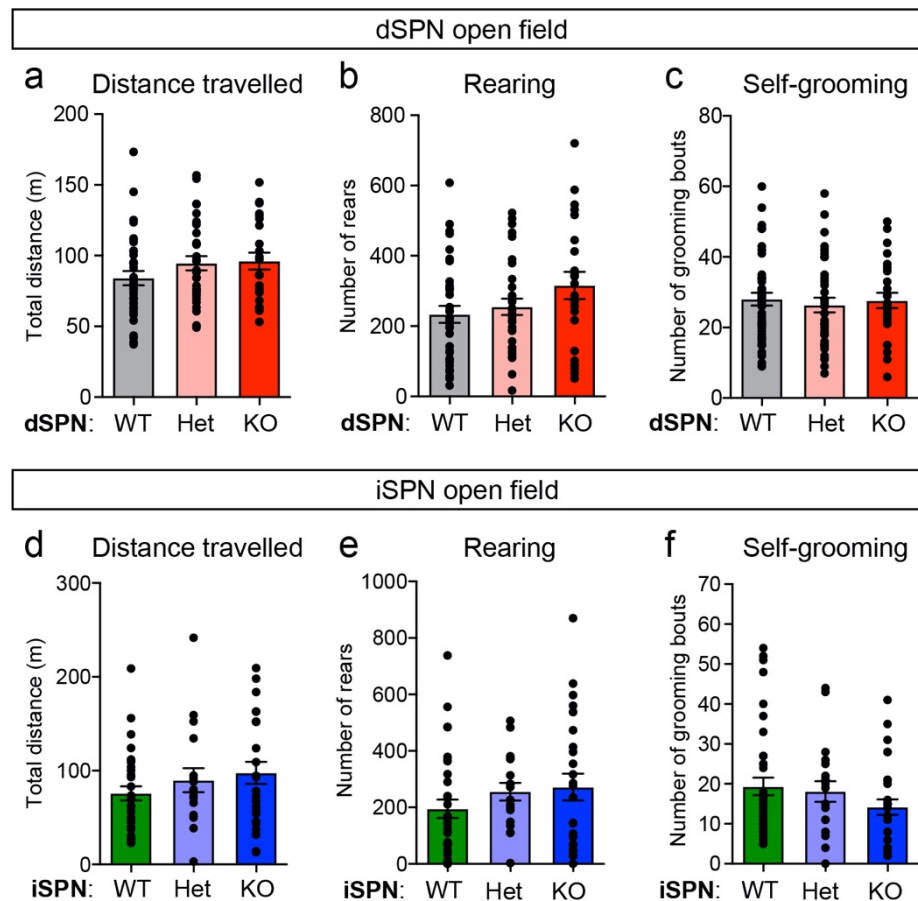 dSPN open field
a Distance travelled
b Rearing
c Self-grooming
Total distance (m)
200
150
100
50
0
dSPN: WT Het KO
Number of rears
800
600
400
200
0
dSPN: WT Het KO
Number of grooming bouts
80
60
40
20
0
dSPN: WT Het KO
iSPN open field
d Distance travelled
e Rearing
f Self-grooming
Total distance (m)
300
200
100
0
iSPN: WT Het KO
Number of rears
1000
800
600
400
200
0
iSPN: WT Het KO
Number of grooming bouts
70
60
50
40
30
20
10
0
iSPN: WT Het KO